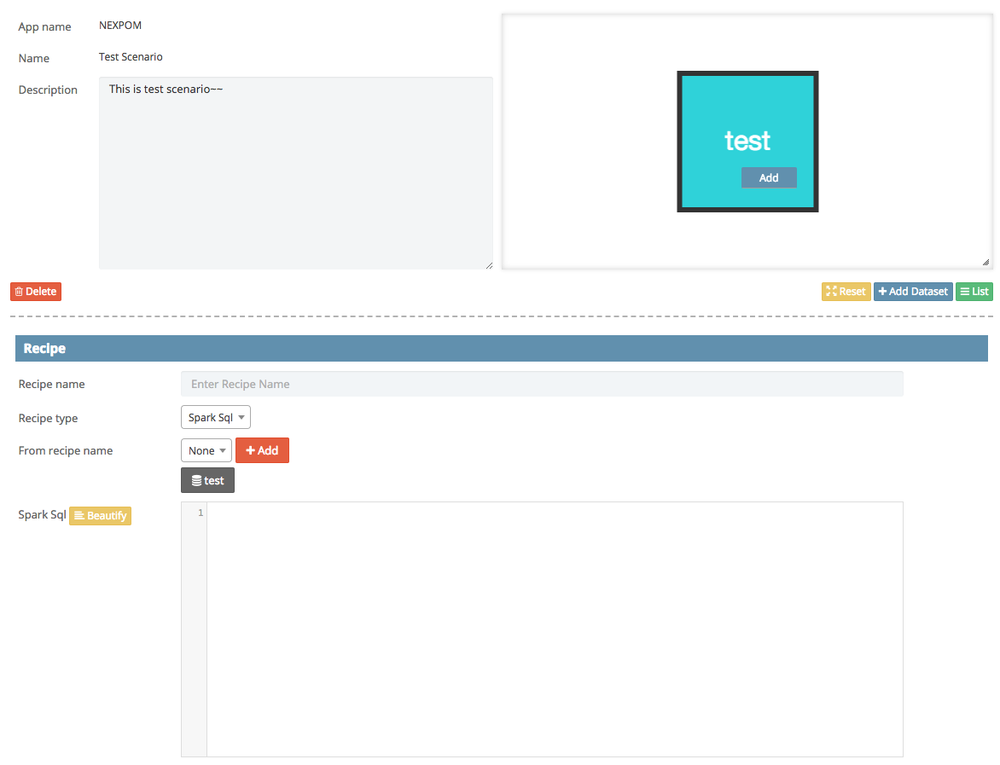 App name NEXPOM
Name Test Scenario
Description This is test scenario~~
test
Add
Delete
Reset Add Dataset List
Recipe
Recipe name Enter Recipe Name
Recipe type Spark Sql
From recipe name None Add
test
Spark Sql Beautify
1